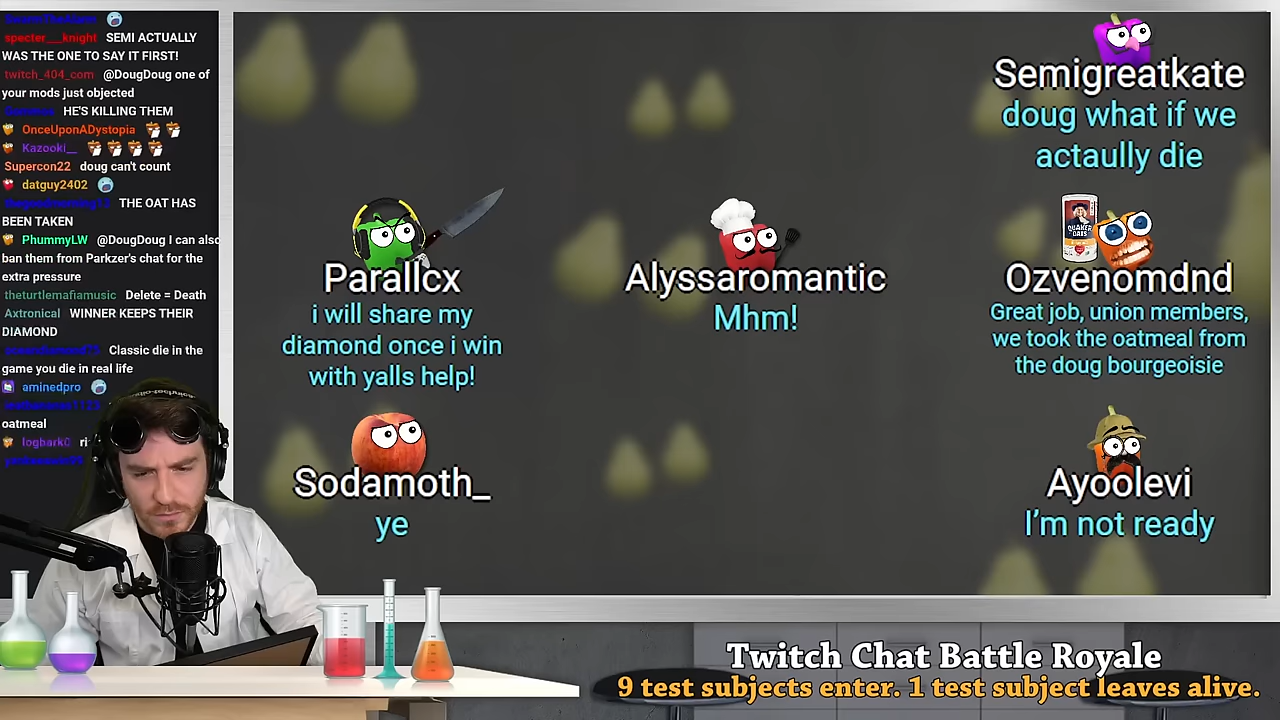 specter___knight SEMI ACTUALLY
WAS THE ONE TO SAY IT FIRST!
twitch_404_com @DougDoug one of
your mods just objected
HE'S KILLING THEM
OnceUponADystopia
Kazooki__
Supercon22 doug can't count
datguy2402
THE OAT HAS
BEEN TAKEN
PhummyLW @DougDoug I can also
ban them from Parkzer's chat for the
extra pressure
theturtlemafiamusic Delete = Death
Axtronical WINNER KEEPS THEIR
DIAMOND
Classic die in the
game you die in real life
aminedpro
oatmeal
logbark0
Semigreatkate
doug what if we
actaully die
Parallcx
i will share my
diamond once i win
with yalls help!
Alyssaromantic
Mhm!
QUAKER
OATS
Ozvenomdnd
Great job, union members,
we took the oatmeal from
the doug bourgeoisie
Sodamoth_
ye
Ayoolevi
I’m not ready
Twitch Chat Battle Royale
9 test subjects enter. 1 test subject leaves alive.